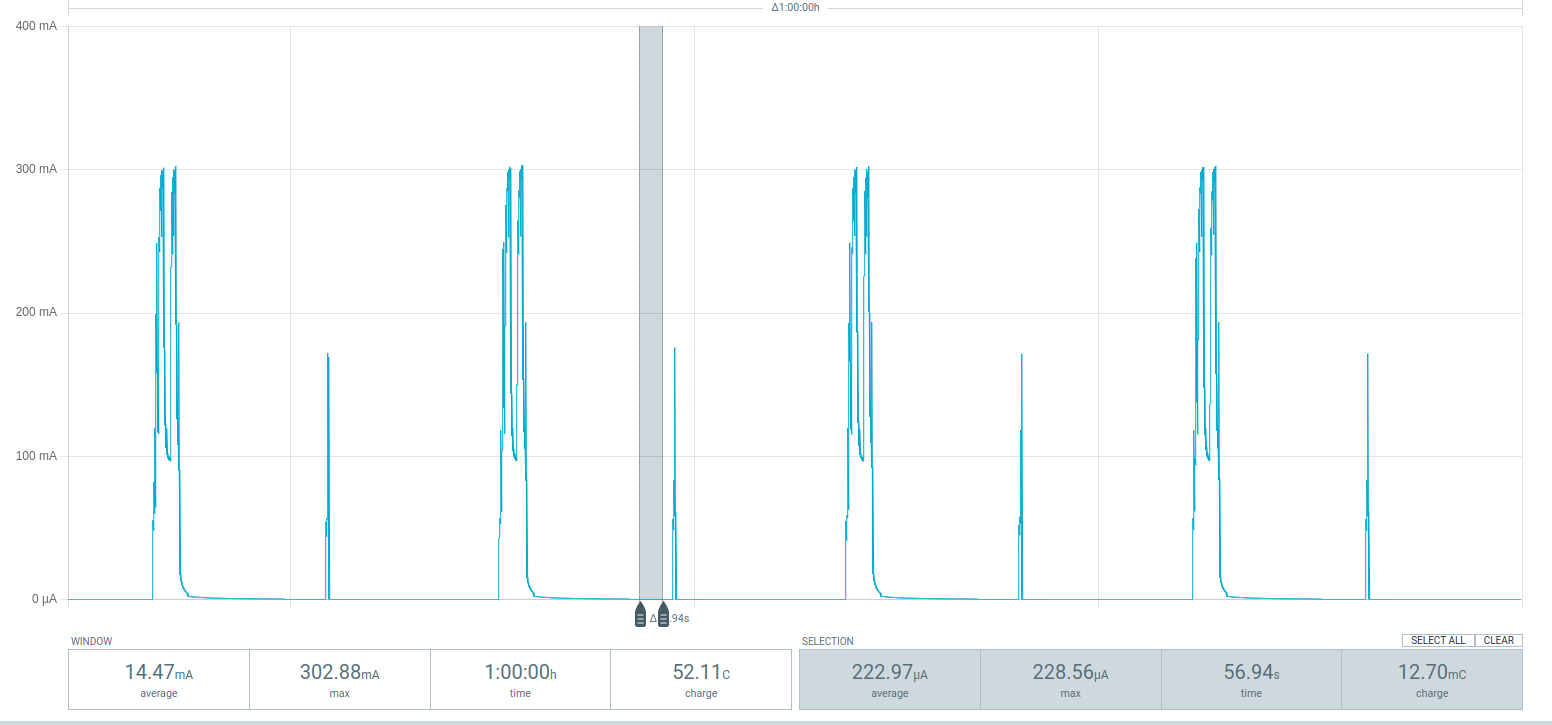 Δ1:00:00h
400 mA
300 mA
200 mA
100 mA
0 µA
Δ .94s
WINDOW
SELECTION
SELECT ALL
CLEAR
14.47mA
302.88mA
1:00:00h
52.11C
222.97µA
228.56µA
56.94s
12.70mC
average
max
time
charge
average
max
time
charge